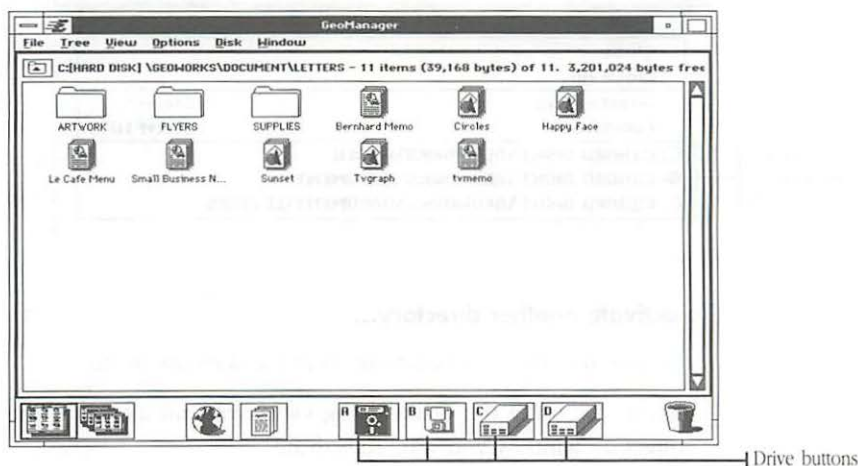 GeoManager
File Tree View Options Disk Window
C:[HARD DISK] \GEOWORKS\DOCUMENT\LETTERS - 11 items (39,168 bytes) of 11. 3,201,024 bytes free
ARTWORK FLYERS SUPPLIES Bernhard Memo Circles Happy Face
Le Cafe Menu Small Business N... Sunset Tvgraph tvmemo
A B C D
Drive buttons